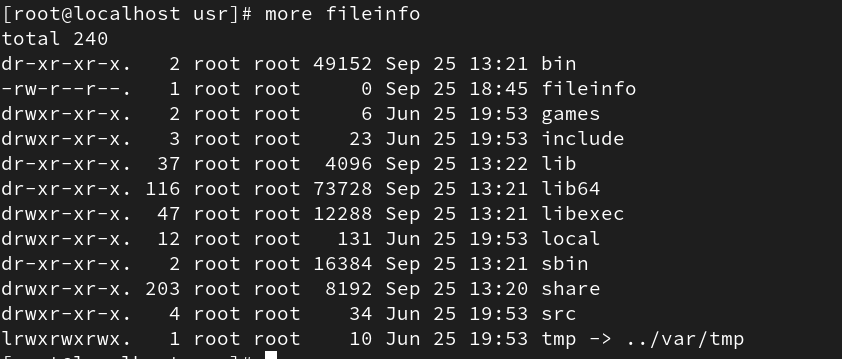 [root@localhost usr]# more fileinfo
total 240
dr-xr-xr-x.   2 root root 49152 Sep 25 13:21 bin
-rw-r--r--.   1 root root     0 Sep 25 18:45 fileinfo
drwxr-xr-x.   2 root root     6 Jun 25 19:53 games
drwxr-xr-x.   3 root root    23 Jun 25 19:53 include
dr-xr-xr-x.  37 root root  4096 Sep 25 13:22 lib
dr-xr-xr-x. 116 root root 73728 Sep 25 13:21 lib64
drwxr-xr-x.  47 root root 12288 Sep 25 13:21 libexec
drwxr-xr-x.  12 root root   131 Jun 25 19:53 local
dr-xr-xr-x.   2 root root 16384 Sep 25 13:21 sbin
drwxr-xr-x. 203 root root  8192 Sep 25 13:20 share
drwxr-xr-x.   4 root root    34 Jun 25 19:53 src
lrwxrwxrwx.   1 root root    10 Jun 25 19:53 tmp -> ../var/tmp
[root@localhost usr]#